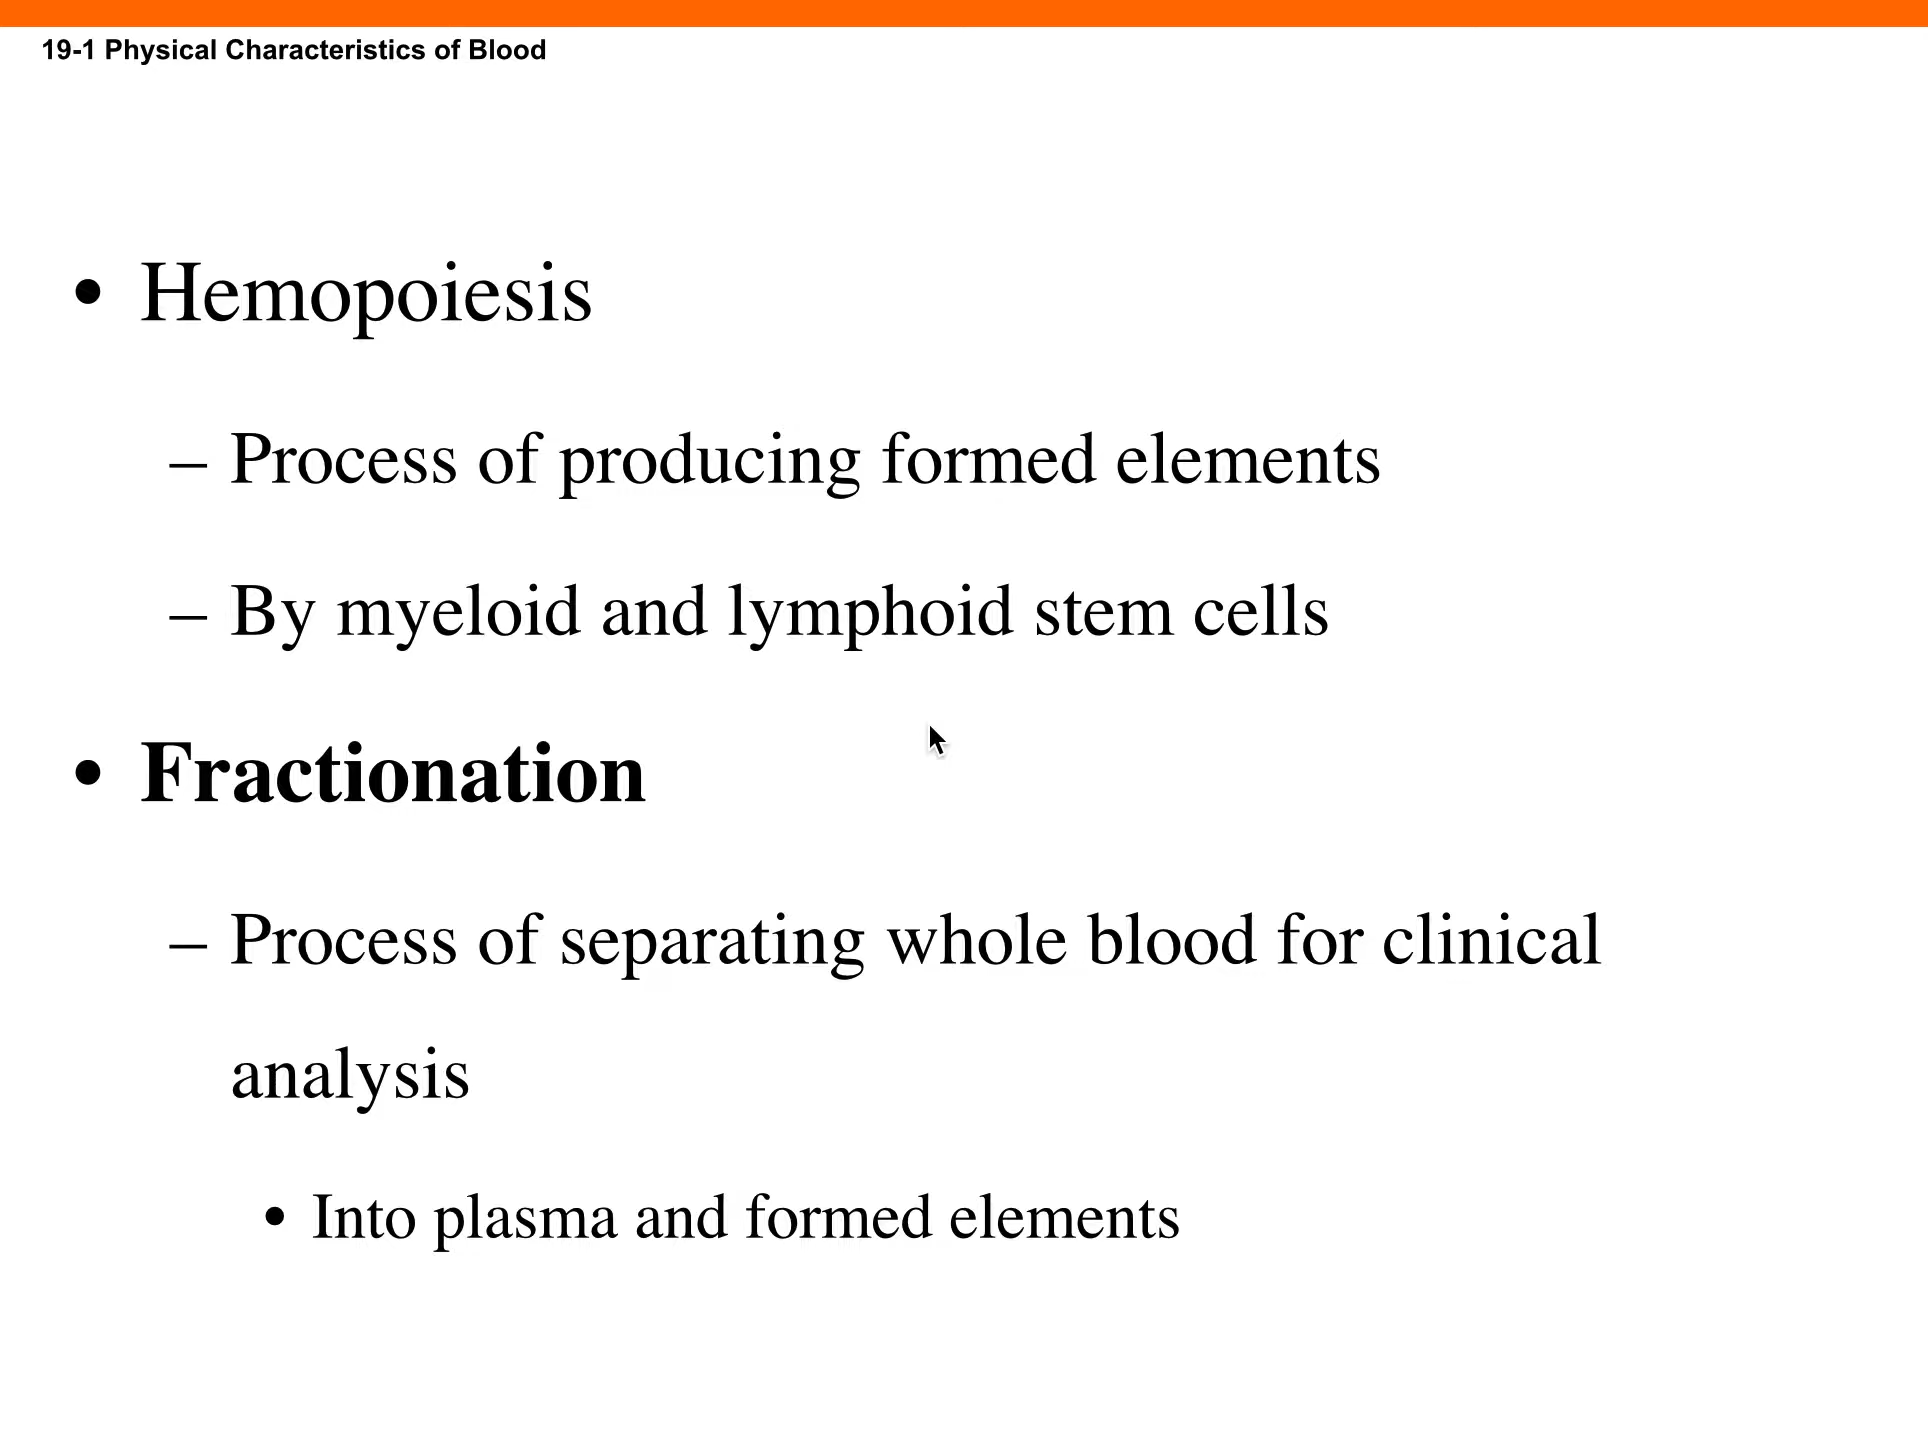 19-1 Physical Characteristics of Blood
• Hemopoiesis
– Process of producing formed elements
– By myeloid and lymphoid stem cells
• Fractionation
– Process of separating whole blood for clinical
analysis
• Into plasma and formed elements